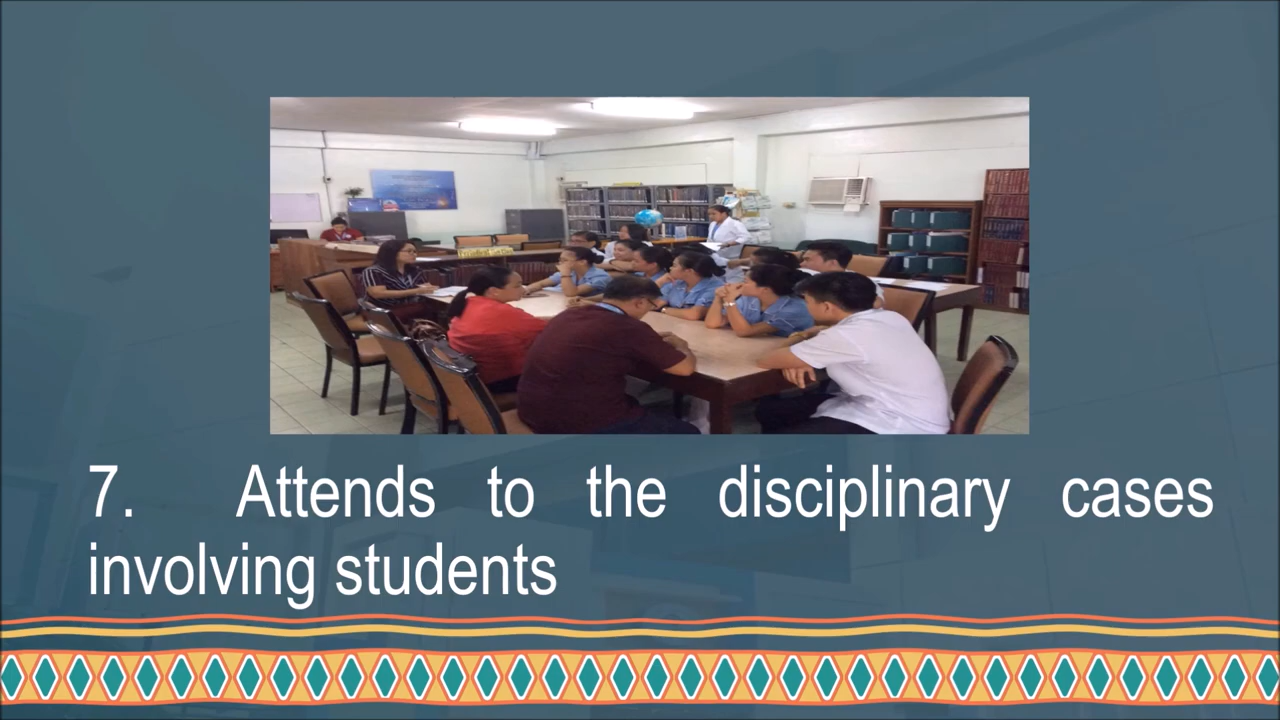 7. Attends to the disciplinary cases
involving students